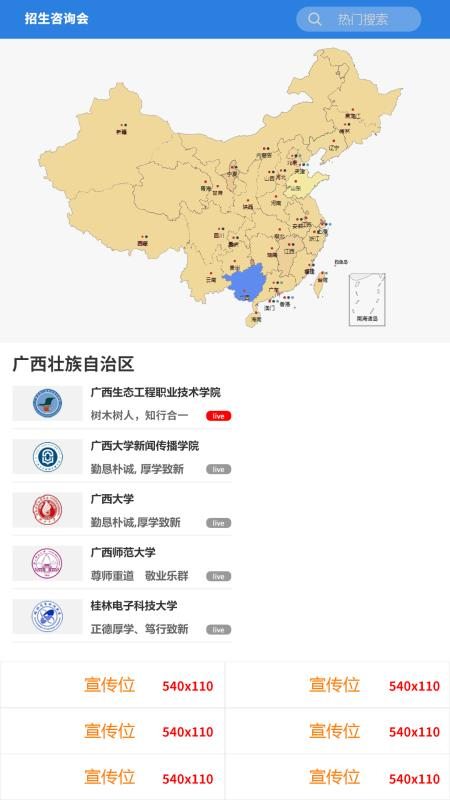 招生咨询会
热门搜索
黑龙江
吉林
辽宁
新疆
内蒙古
北京
天津
宁夏
山西
河北
山东
青海
甘肃
陕西
河南
西藏
四川
重庆
湖北
安徽
江苏
上海
浙江
湖南
江西
贵州
云南
福建
台湾
钓鱼岛
广西
广东
香港
澳门
海南
南海诸岛
广西壮族自治区
广西生态工程职业技术学院
树木树人，知行合一 live
广西大学新闻传播学院
勤恳朴诚, 厚学致新 live
广西大学
勤恳朴诚,厚学致新 live
广西师范大学
尊师重道 敬业乐群 live
桂林电子科技大学
正德厚学、笃行致新 live
宣传位 540x110 宣传位 540x110
宣传位 540x110 宣传位 540x110
宣传位 540x110 宣传位 540x110